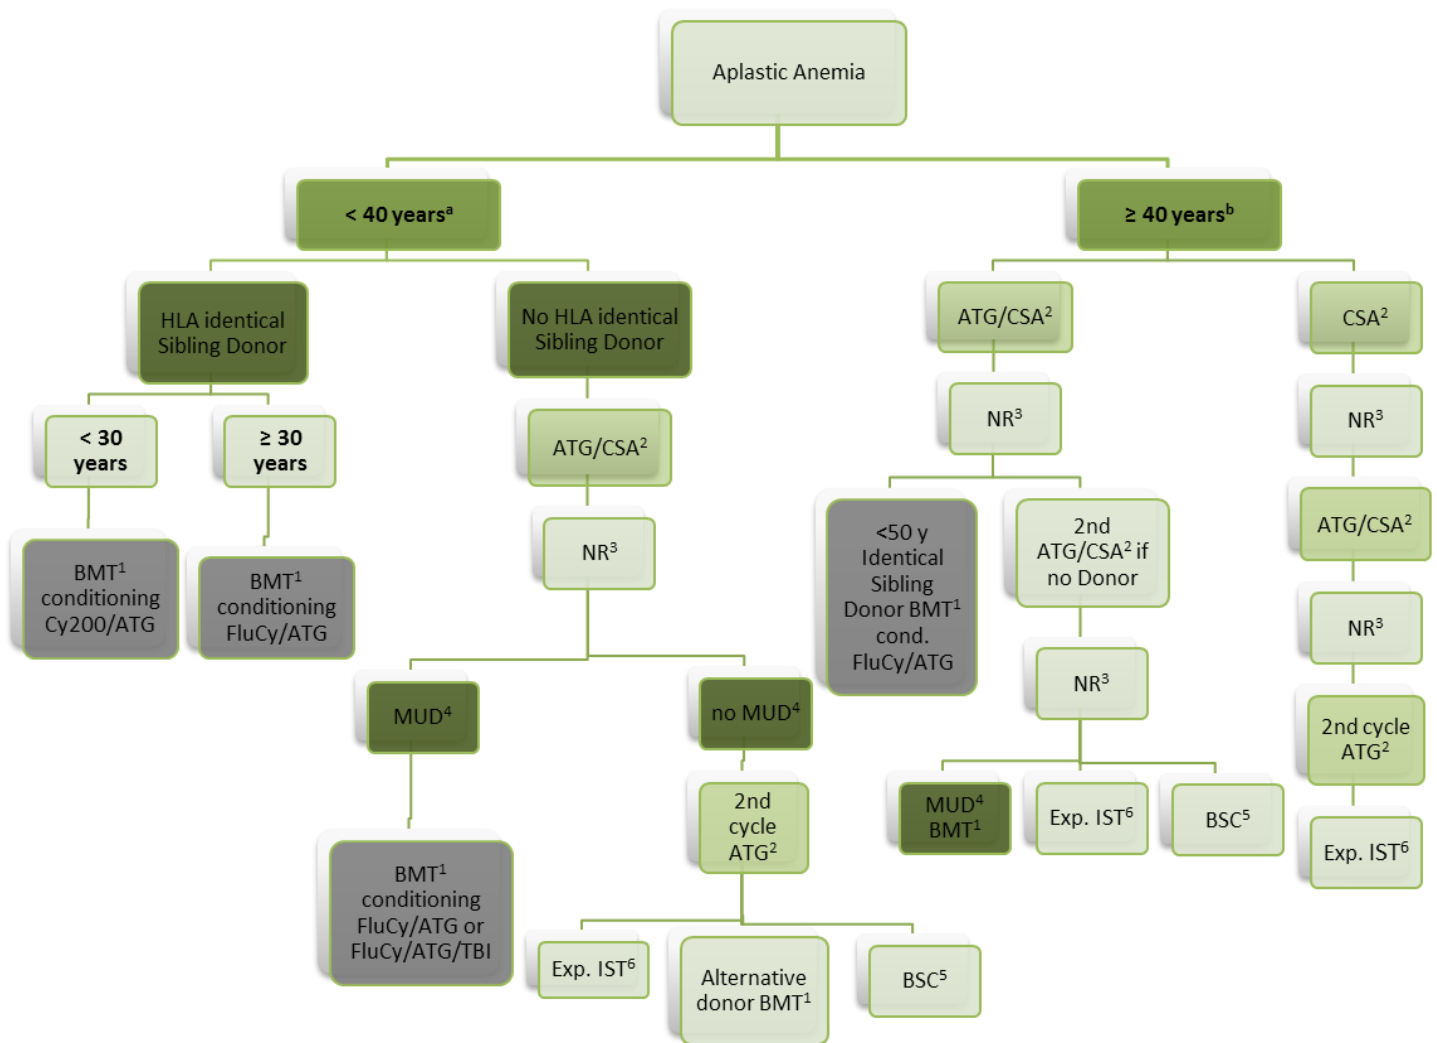 Aplastic Anemia
< 40 yearsᵃ
≥ 40 yearsᵇ
HLA identical
Sibling Donor
No HLA identical
Sibling Donor
ATG/CSA²
CSA²
< 30
years
≥ 30
years
ATG/CSA²
NR³
NR³
BMT¹
conditioning
Cy200/ATG
BMT¹
conditioning
FluCy/ATG
NR³
<50 y
Identical
Sibling
Donor BMT¹
cond.
FluCy/ATG
2nd
ATG/CSA² if
no Donor
ATG/CSA²
NR³
NR³
MUD⁴
no MUD⁴
2nd cycle
ATG²
BMT¹
conditioning
FluCy/ATG or
FluCy/ATG/TBI
2nd
cycle
ATG²
MUD⁴
BMT¹
Exp. IST⁶
BSC⁵
Exp. IST⁶
Exp. IST⁶
Alternative
donor BMT¹
BSC⁵